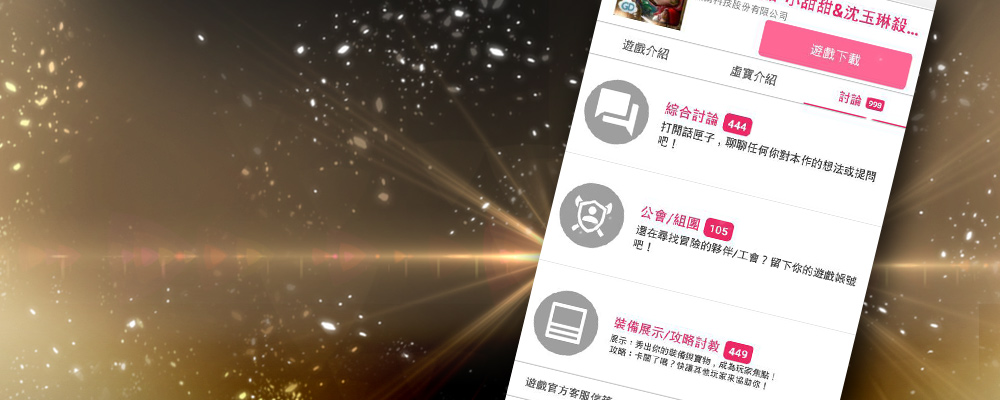 小甜甜&沈玉琳殺...
科技股份有限公司
GD
遊戲下載
遊戲介紹
虛寶介紹
討論 998
綜合討論 444
打開話匣子，聊聊任何你對本作的想法或提問
吧！
公會/組團 105
還在尋找冒險的夥伴/工會？留下你的遊戲帳號
吧！
裝備展示/攻略討教 449
展示：秀出你的裝備與寶物，成為玩家焦點！
攻略：卡關了嗎？快讓其他玩家來協助你！
遊戲官方客服信箱